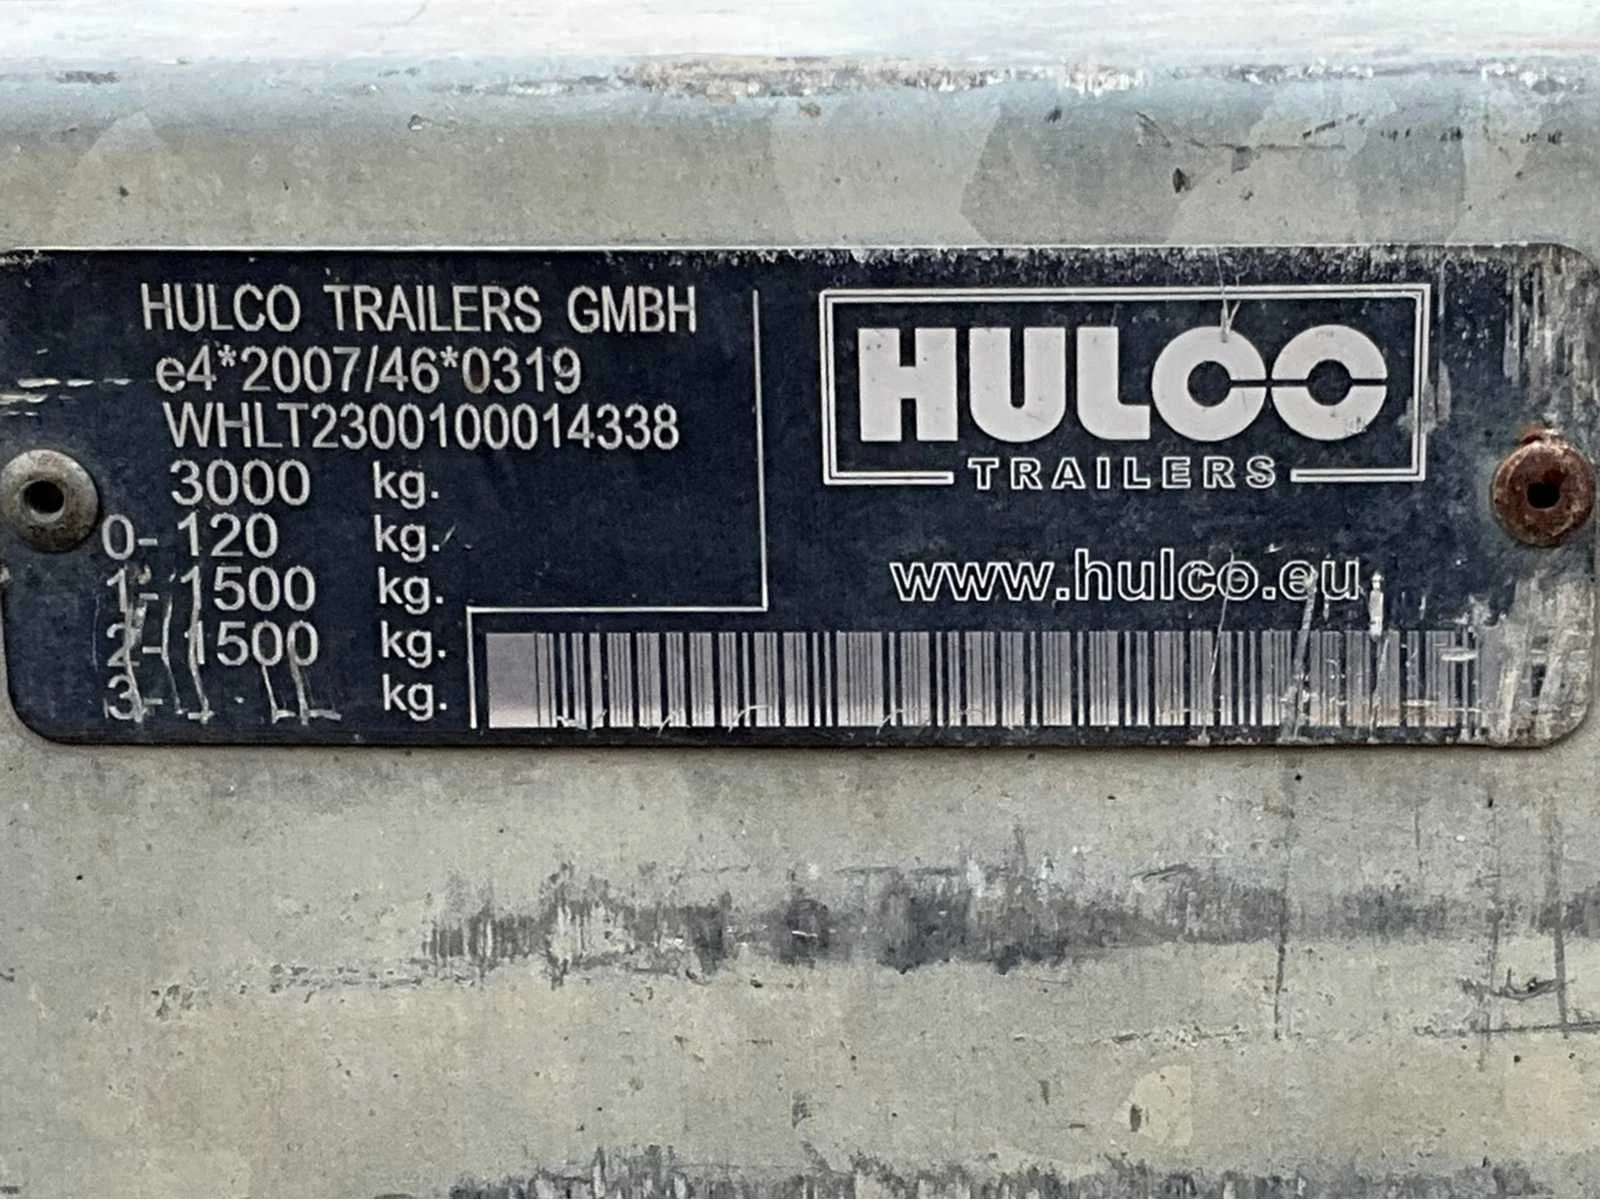 HULCO TRAILERS GMBH
e4*2007/46*0319
WHLT2300100014338
3000 kg.
0- 120 kg.
1- 1500 kg.
2- 1500 kg.
3- kg.
HULCO
TRAILERS
www.hulco.eu